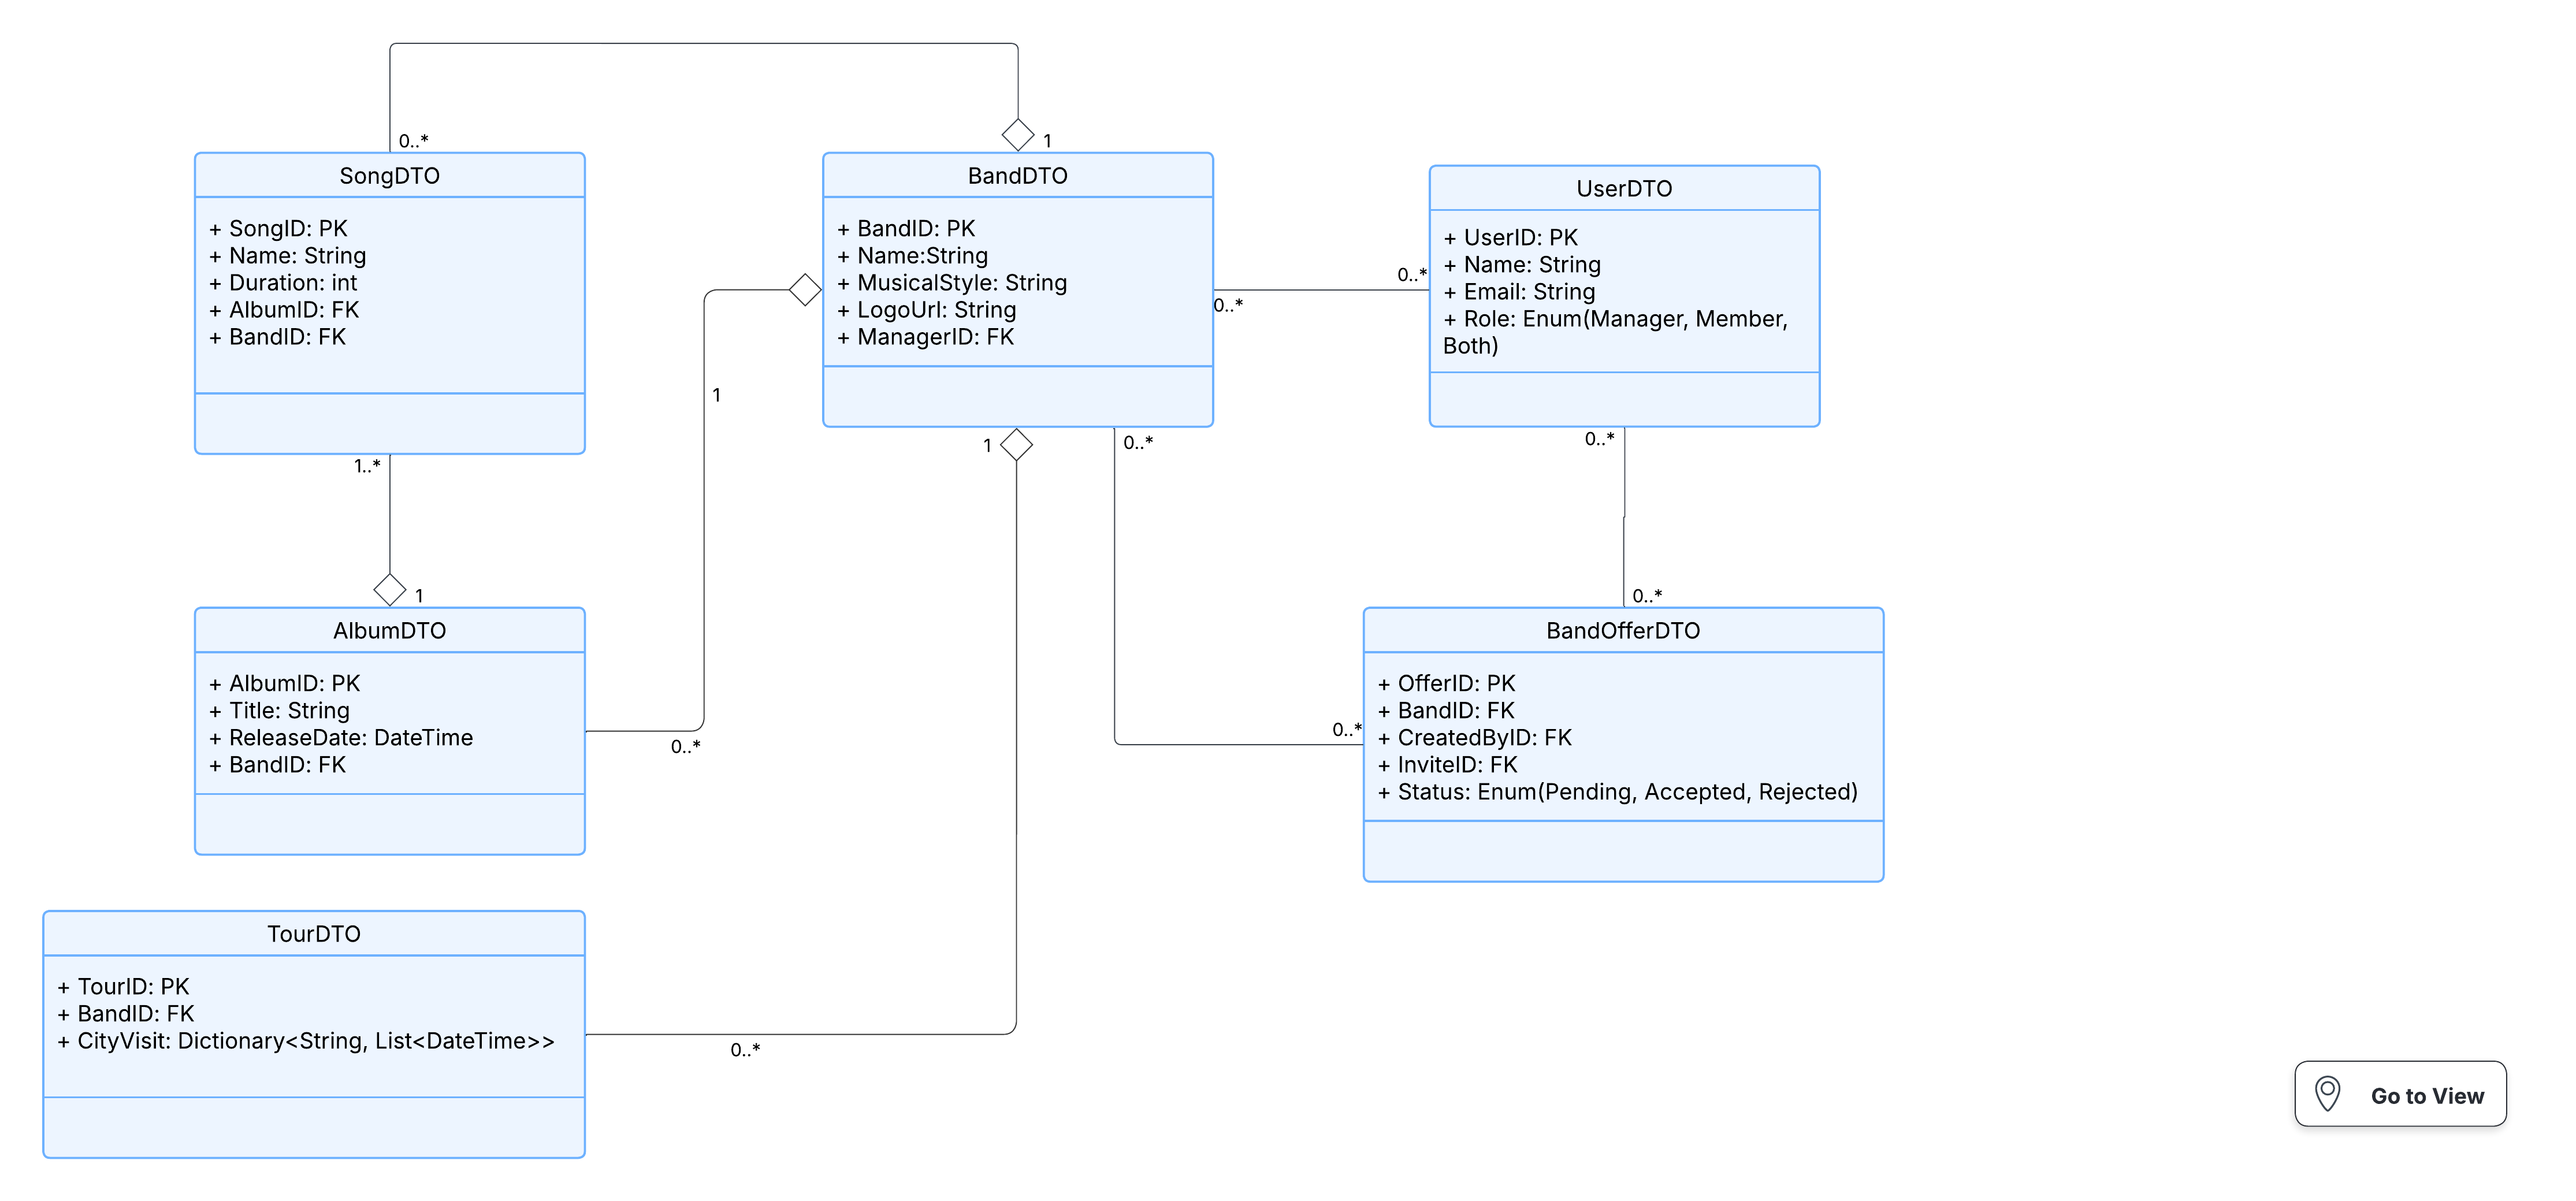 0..*
1
SongDTO
+ SongID: PK
+ Name: String
+ Duration: int
+ AlbumID: FK
+ BandID: FK
1..*
BandDTO
+ BandID: PK
+ Name:String
+ MusicalStyle: String
+ LogoUrl: String
+ ManagerID: FK
0..*
0..*
UserDTO
+ UserID: PK
+ Name: String
+ Email: String
+ Role: Enum(Manager, Member,
Both)
1
1
0..*
0..*
1
0..*
AlbumDTO
+ AlbumID: PK
+ Title: String
+ ReleaseDate: DateTime
+ BandID: FK
0..*
0..*
BandOfferDTO
+ OfferID: PK
+ BandID: FK
+ CreatedByID: FK
+ InviteID: FK
+ Status: Enum(Pending, Accepted, Rejected)
TourDTO
+ TourID: PK
+ BandID: FK
+ CityVisit: Dictionary<String, List<DateTime>>
0..*
Go to View